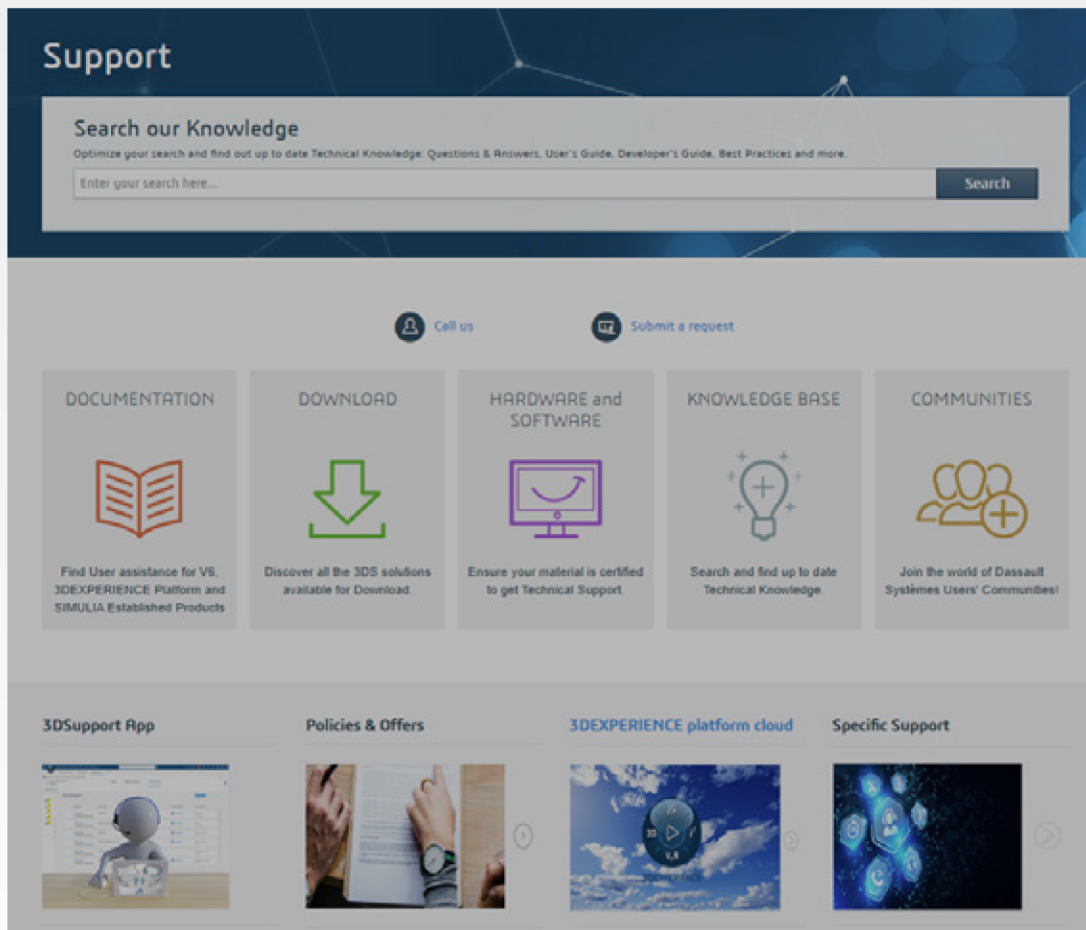 Support
Search our Knowledge
Optimize your search and find out up to date Technical Knowledge: Questions & Answers, User's Guide, Developer's Guide, Best Practices and more.
Enter your search here...
Search
Call us
Submit a request
DOCUMENTATION
Find User assistance for V6,
3DEXPERIENCE Platform and
SIMULIA Established Products
DOWNLOAD
Discover all the 3DS solutions
available for Download.
HARDWARE and
SOFTWARE
Ensure your material is certified
to get Technical Support.
KNOWLEDGE BASE
Search and find up to date
Technical Knowledge.
COMMUNITIES
Join the world of Dassault
Systèmes Users' Communities!
3DSupport App
Policies & Offers
3DEXPERIENCE platform cloud
Specific Support
3D
V,R